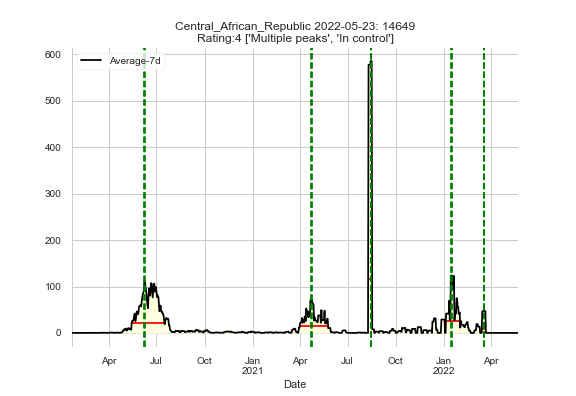 Central_African_Republic 2022-05-23: 14649
Rating:4 ['Multiple peaks', 'In control']
Average-7d
600
500
400
300
200
100
0
Apr Jul Oct Jan Apr Jul Oct Jan Apr
2021 2022
Date